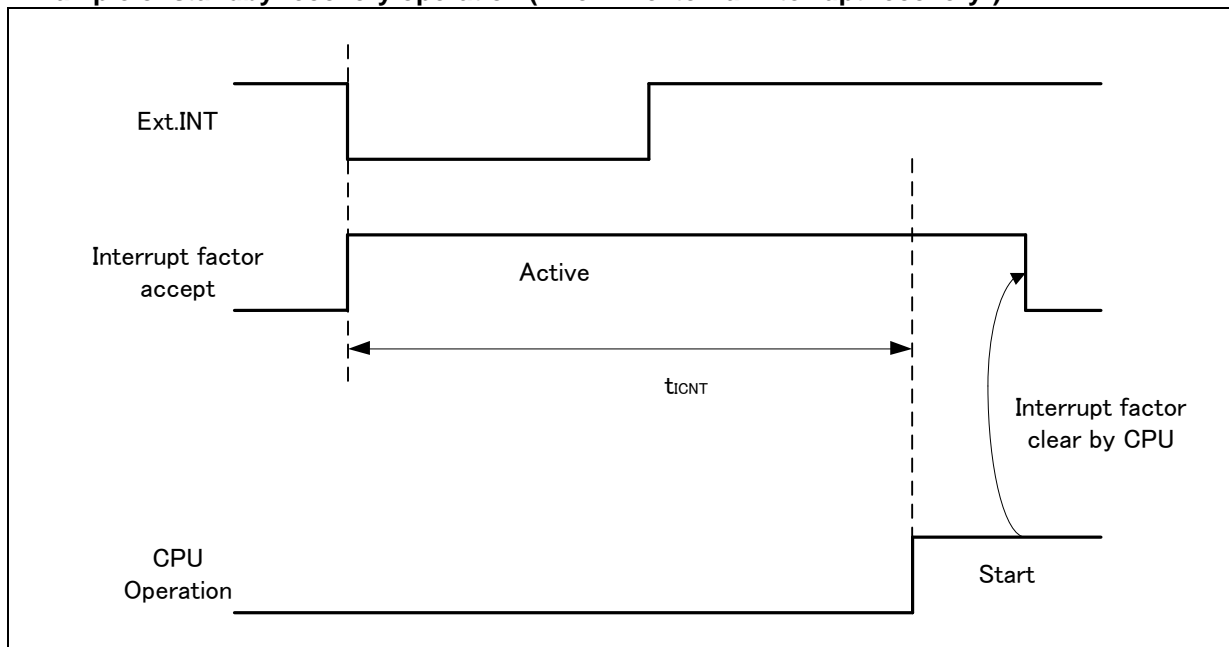 Ext.INT
Interrupt factor
accept
Active
tICNT
Interrupt factor
clear by CPU
CPU
Operation
Start